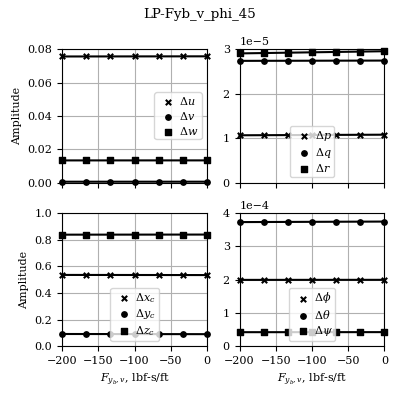 LP-Fyb_v_phi_45
1e−5
0.08
0.06
0.04
0.02
0.00
Amplitude
Δu
Δv
Δw
3
2
1
0
Δp
Δq
Δr
1e−4
1.0
0.8
0.6
0.4
0.2
0.0
Amplitude
Δx_c
Δy_c
Δz_c
4
3
2
1
0
Δϕ
Δθ
Δψ
−200 −150 −100 −50 0
−200 −150 −100 −50 0
F_{y_b,v}, lbf-s/ft
F_{y_b,v}, lbf-s/ft